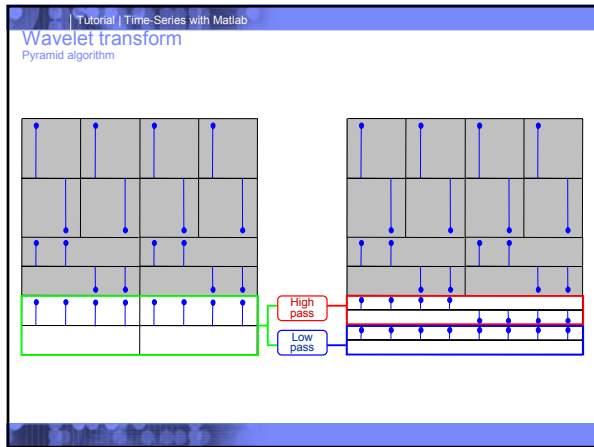 | Tutorial | Time-Series with Matlab
Wavelet transform
Pyramid algorithm
High
pass
Low
pass